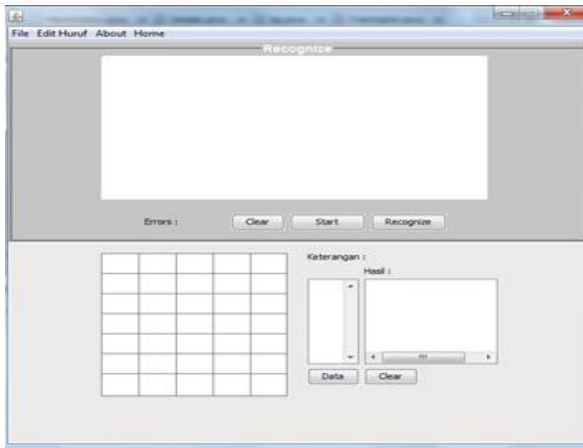 File Edit Huruf About Home
Recognize
Errors : Clear Start Recognize
Keterangan :
Hasil :
Data Clear